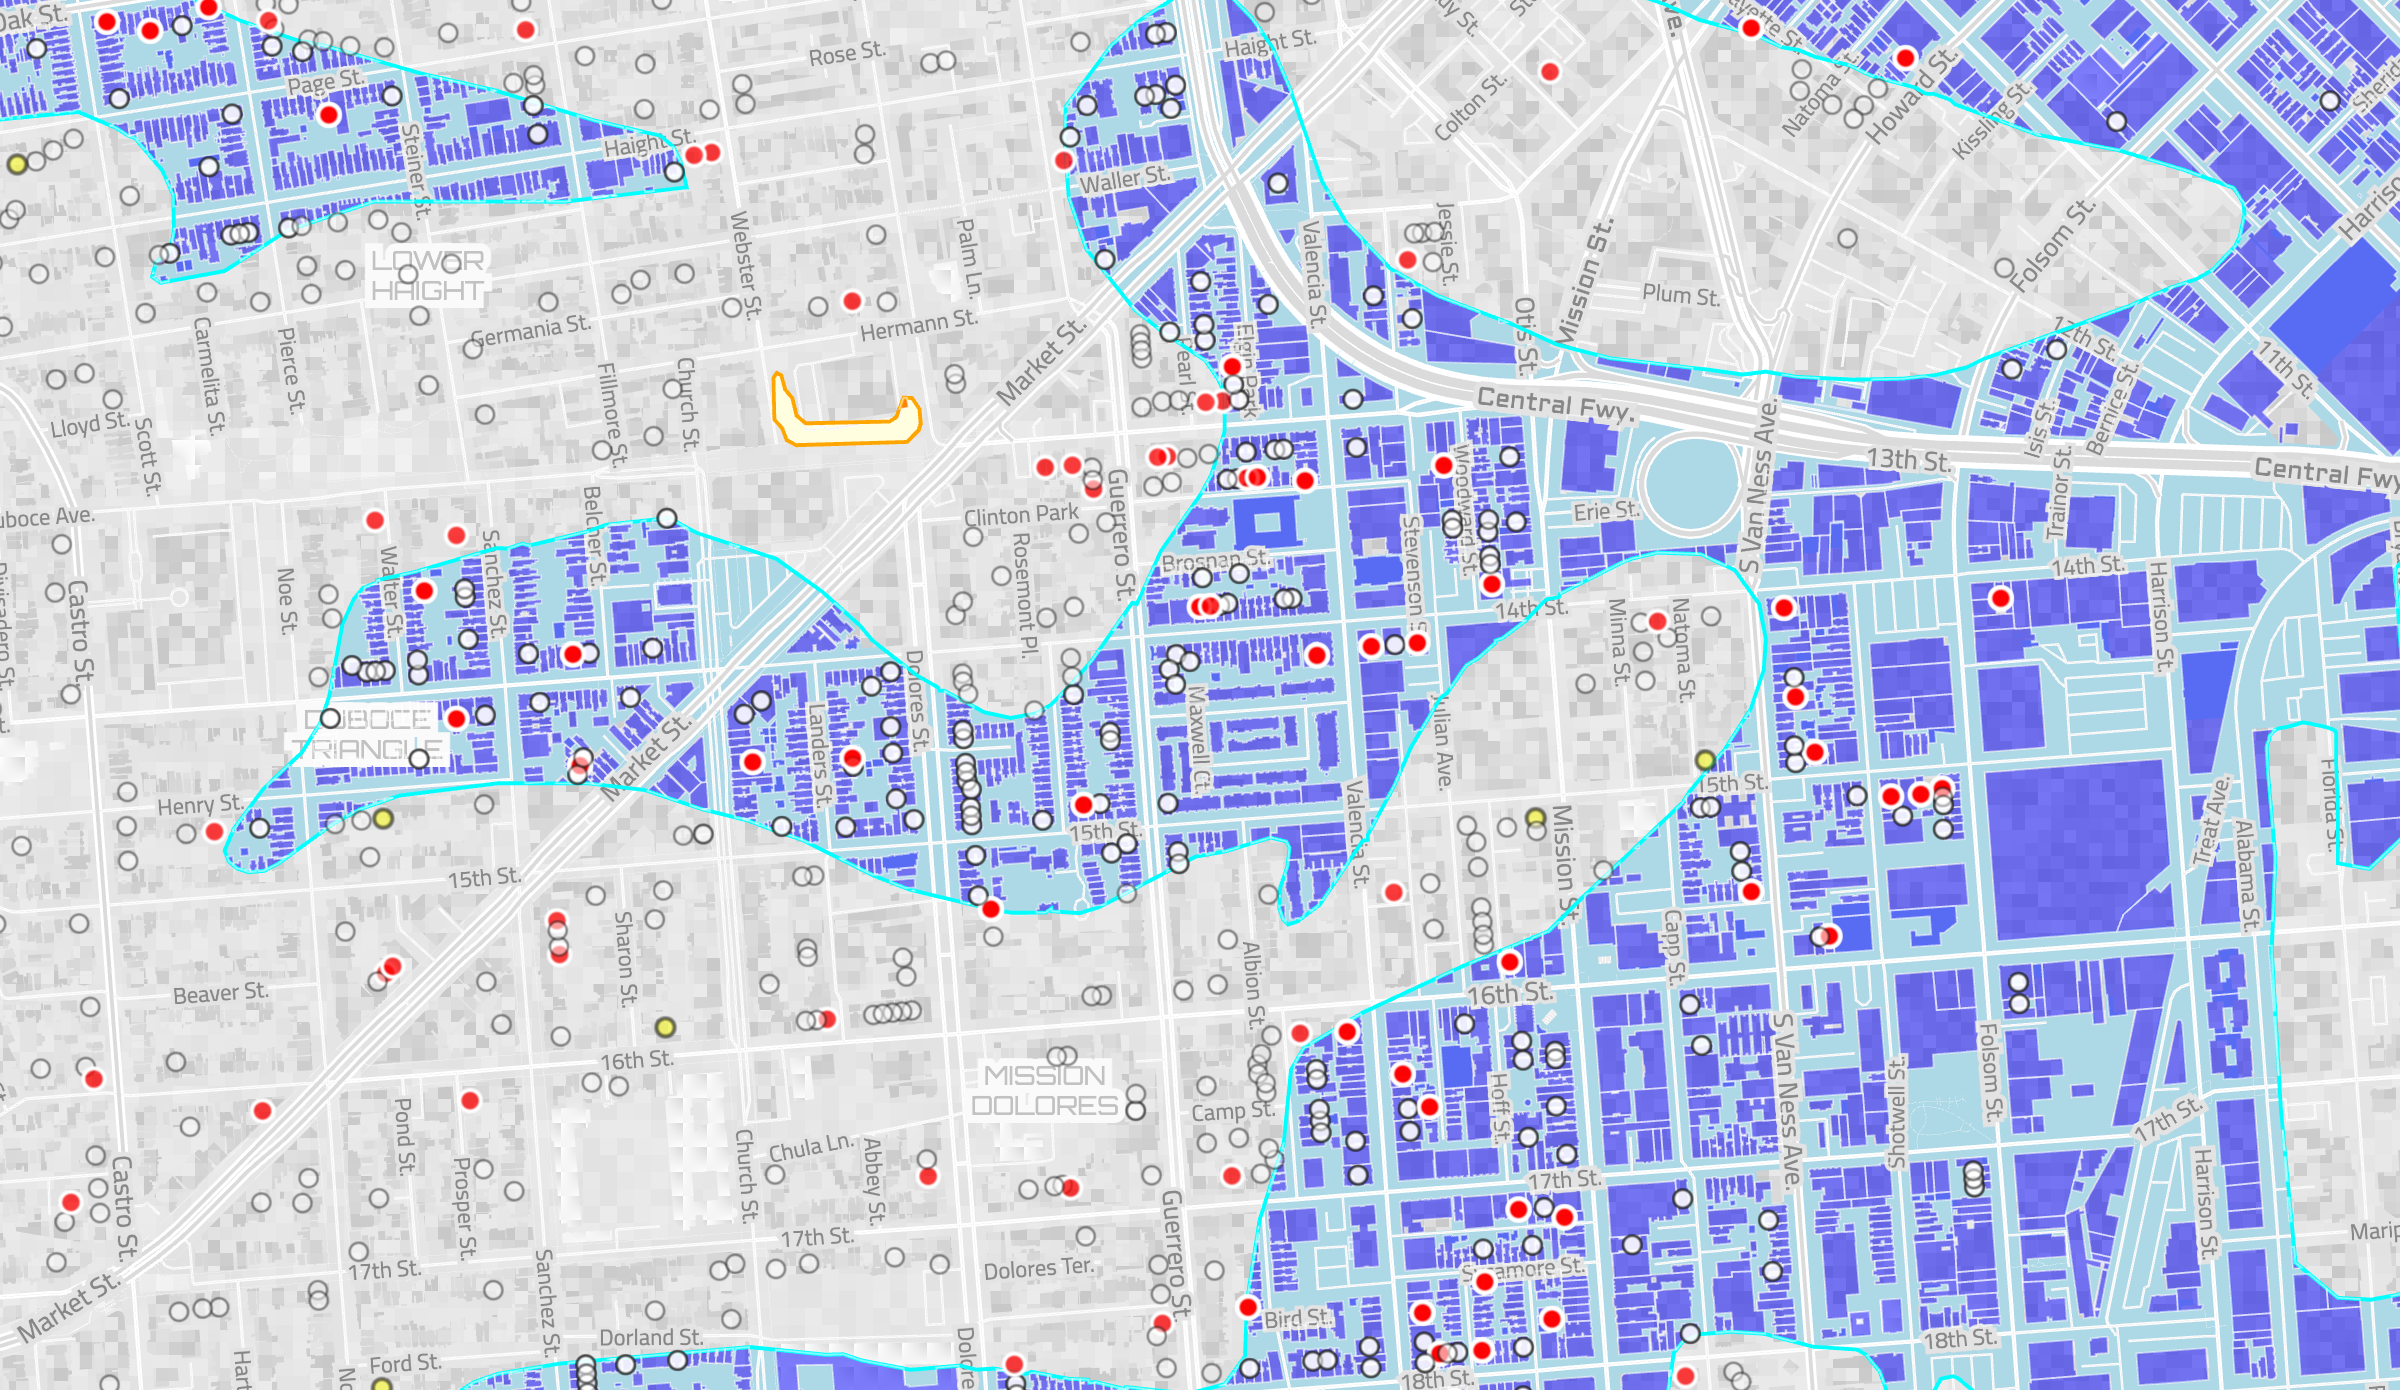 Oak St.
Page St.
Steiner St.
Haight St.
Rose St.
Webster St.
Palm Ln.
Waller St.
Haight St.
Valencia St.
Colton St.
Jessie St.
Mission St.
Otis St.
Plum St.
Natoma St.
Howard St.
Kissling St.
Folsom St.
12th St.
11th St.
LOWER
HAIGHT
Carmelita St.
Pierce St.
Germania St.
Fillmore St.
Church St.
Hermann St.
Market St.
Pearl St.
Elgin Park
Central Fwy.
S Van Ness Ave.
13th St.
Isis St.
Bernice St.
Trainor St.
Central Fwy.
Lloyd St.
Scott St.
Noe St.
Castro St.
Walter St.
Sanchez St.
Belcher St.
Clinton Park
Rosemont Pl.
Guerrero St.
Brosnan St.
Stevenson S
Woodward St.
Erie St.
14th St.
14th St.
Harrison St.
Minna St.
Natoma St.
DUBOCE
TRIANGLE
Henry St.
Market St.
Landers St.
Dolores St.
Maxwell Ct.
Julian Ave.
Valencia St.
Mission St.
15th St.
15th St.
15th St.
Treat Ave.
Alabama St.
Florida St.
Beaver St.
Sharon St.
16th St.
Albion St.
Capp St.
16th St.
MISSION
DOLORES
Camp St.
Hoff St.
S Van Ness Ave.
Shotwell St.
Folsom St.
17th St.
Castro St.
Pond St.
Prosper St.
Church St.
Chula Ln.
Abbey St.
Guerrero St.
17th St.
Harrison St.
17th St.
17th St.
Dolores Ter.
Sycamore St.
Market St.
Sanchez St.
Dorland St.
Ford St.
Bird St.
18th St.
18th St.